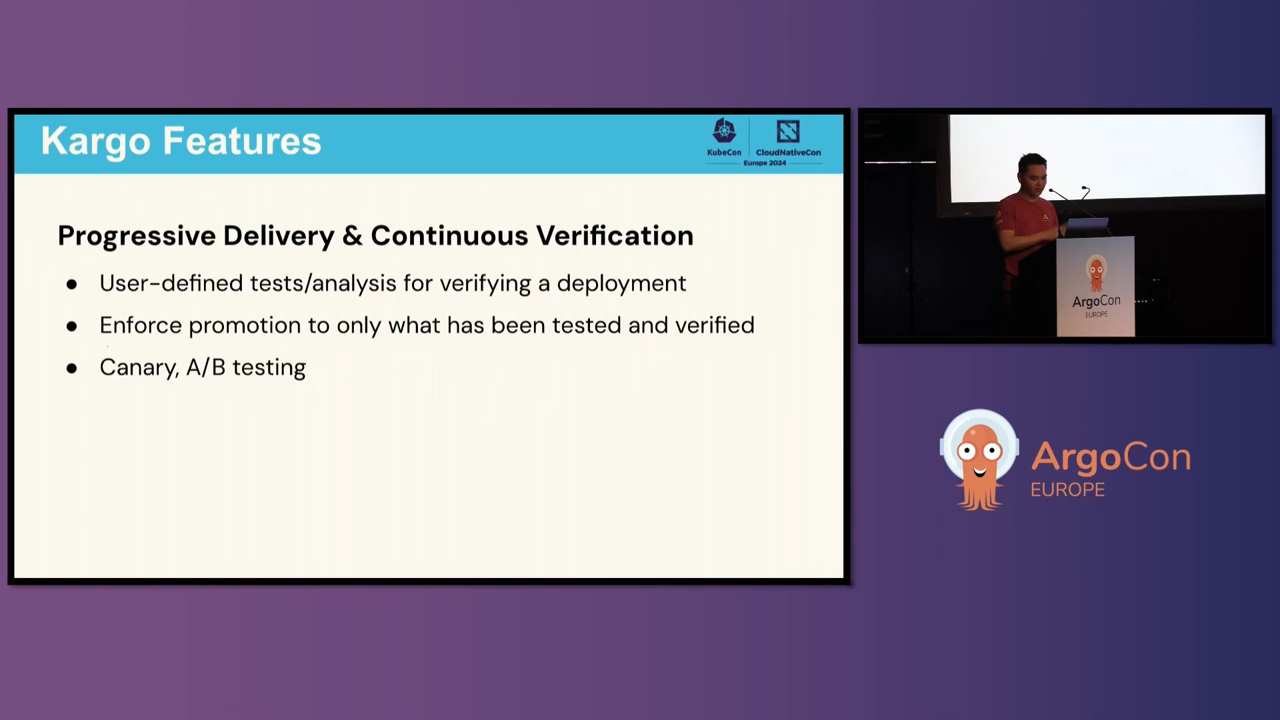 Kargo Features
KubeCon
CloudNativeCon
Europe 2024
Progressive Delivery & Continuous Verification
● User-defined tests/analysis for verifying a deployment
● Enforce promotion to only what has been tested and verified
● Canary, A/B testing
ArgoCon
EUROPE
ArgoCon
EUROPE